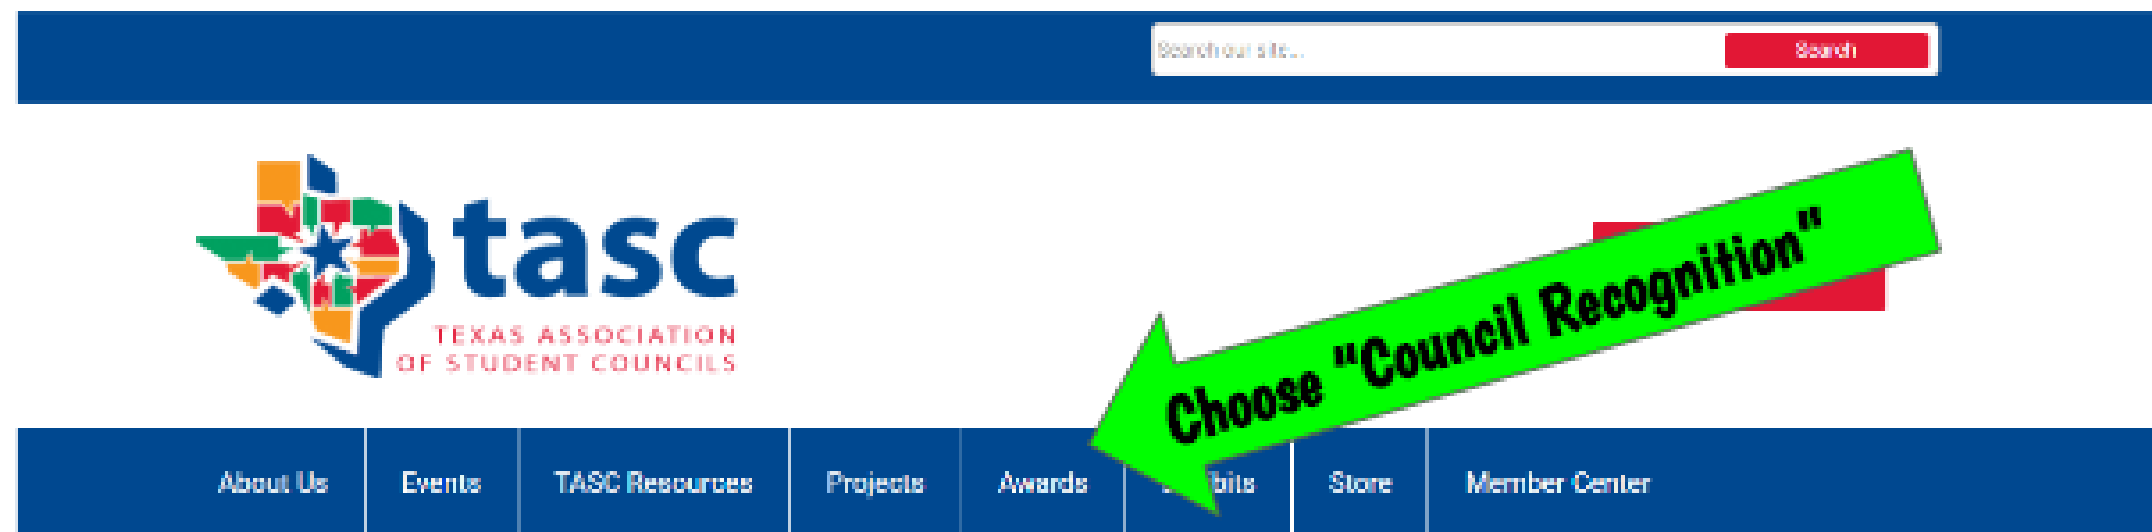 Search our site...
Search
tasc
TEXAS ASSOCIATION
OF STUDENT COUNCILS
Choose "Council Recognition"
About Us
Events
TASC Resources
Projects
Awards
Store
Member Center